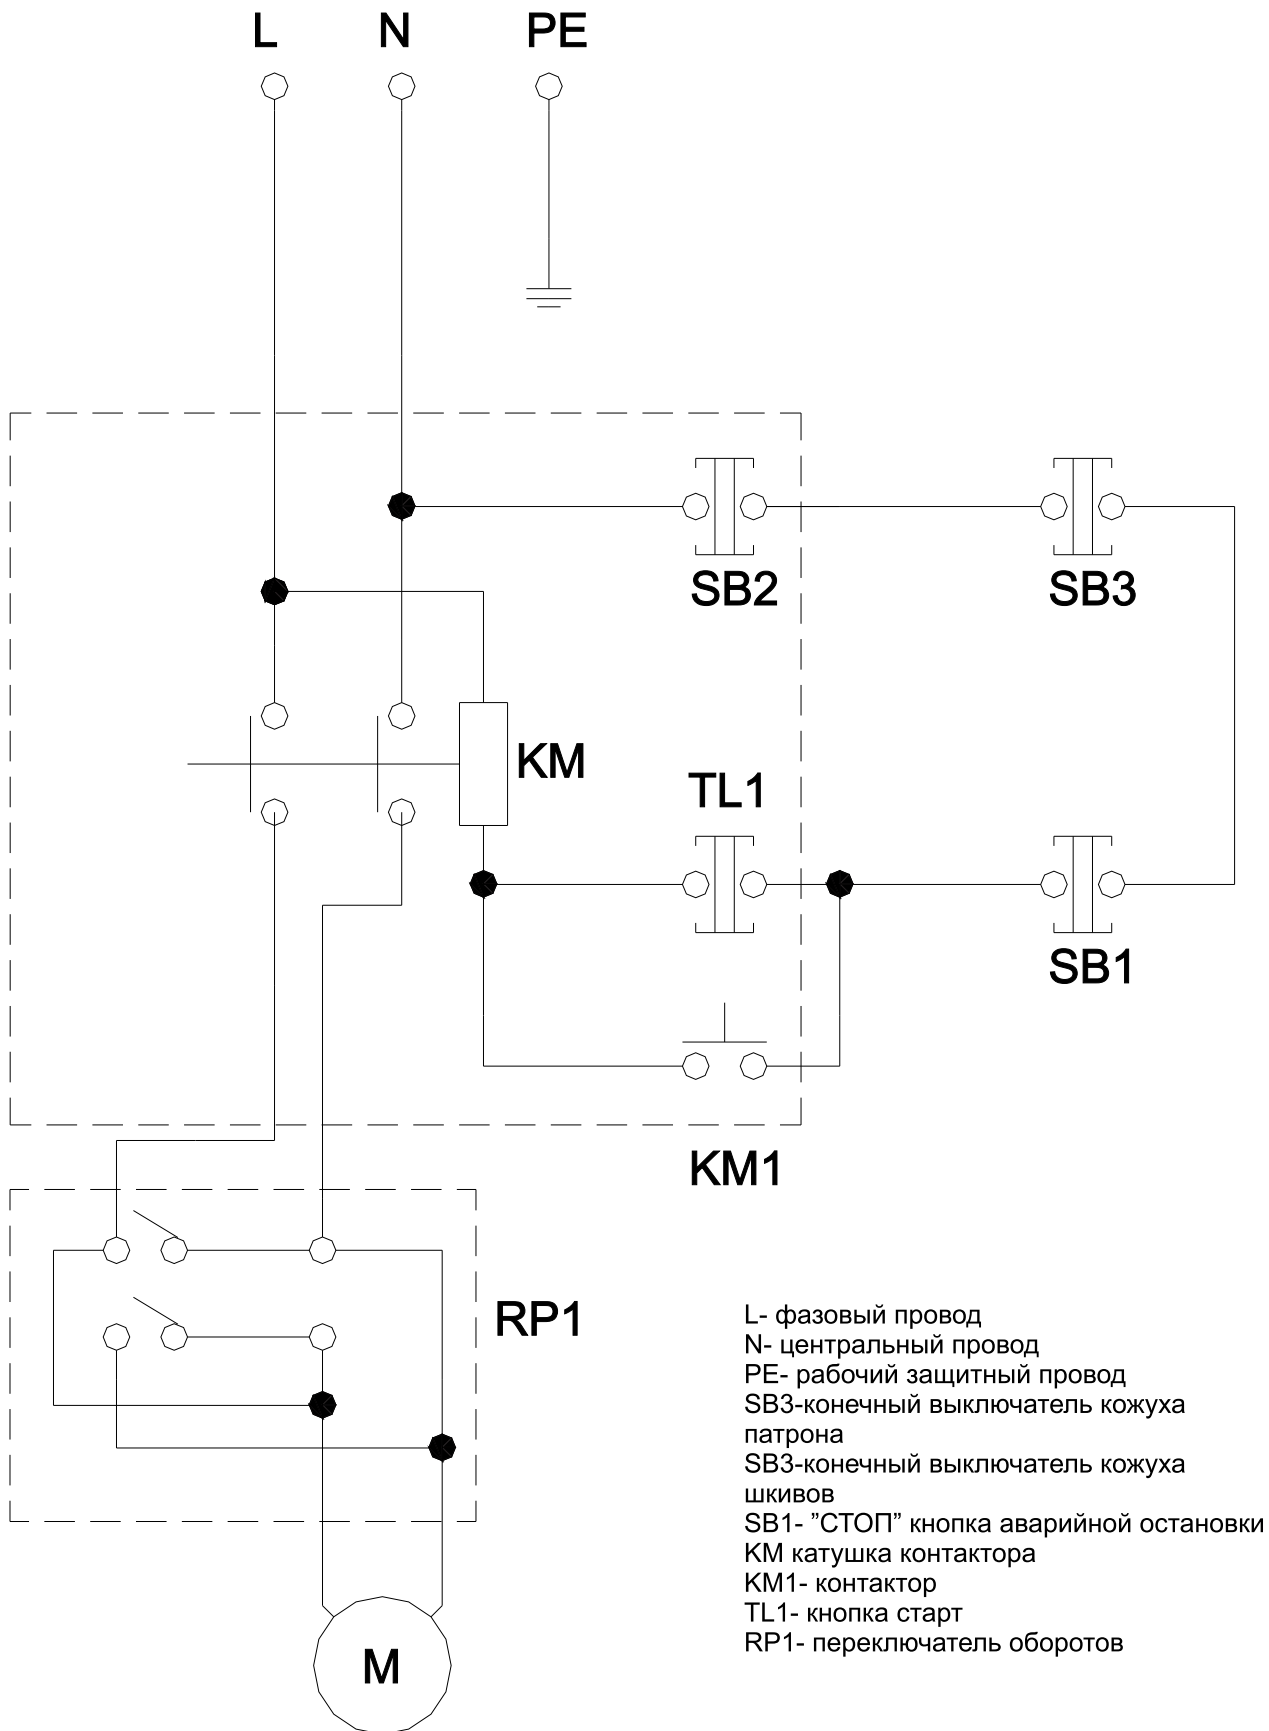 L N PE
SB2 SB3
KM
TL1
SB1
KM1
RP1
M
L- фазовый провод
N- центральный провод
PE- рабочий защитный провод
SB3-конечный выключатель кожуха
патрона
SB3-конечный выключатель кожуха
шкивов
SB1- ”СТОП” кнопка аварийной остановки
KM катушка контактора
KM1- контактор
TL1- кнопка старт
RP1- переключатель оборотов